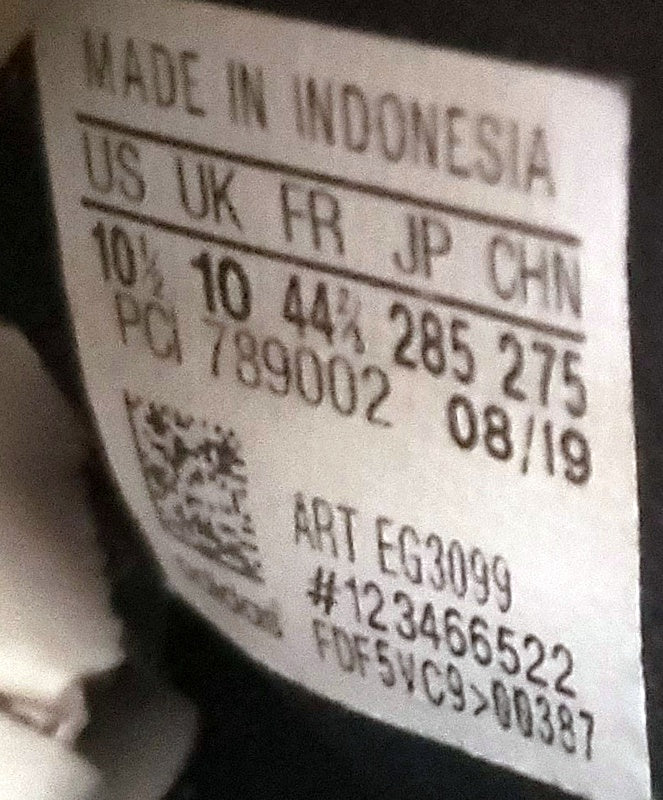 MADE IN INDONESIA
US UK FR JP CHN
10½ 10 44⅔ 285 275
PCI 789002 08/19
ART EG3099
#123466522
FDF5VC9>00387